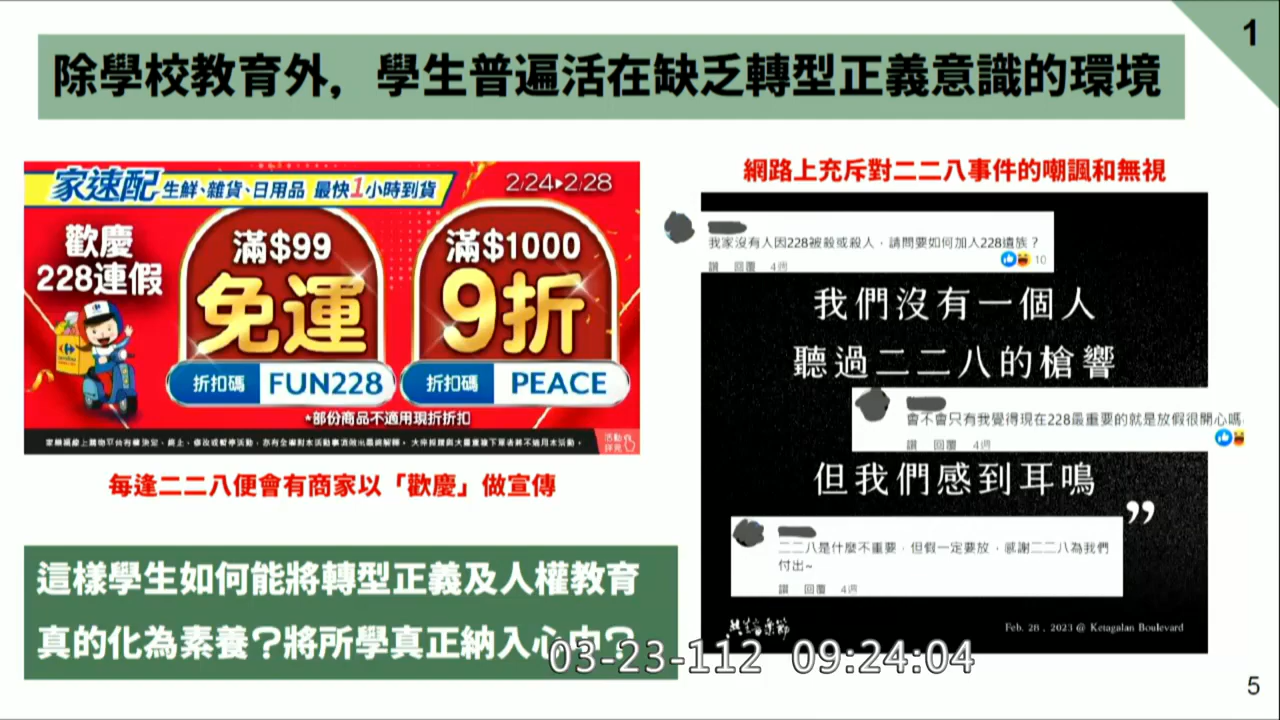 1
除學校教育外，學生普遍活在缺乏轉型正義意識的環境
家速配 生鮮、雜貨、日用品 最快1小時到貨
2/24▸2/28
歡慶
228連假
滿$99
免運
折扣碼 FUN228
滿$1000
9折
折扣碼 PEACE
*部份商品不適用現折折扣
每逢二二八便會有商家以「歡慶」做宣傳
網路上充斥對二二八事件的嘲諷和無視
我家沒有人因228被殺或殺人，請問要如何加入228遺族？
讚 回覆 4週
10
我們沒有一個人
聽過二二八的槍響
會不會只有我覺得現在228最重要的就是放假很開心嗎
讚 回覆 4週
但我們感到耳鳴
”
二二八是什麼不重要，但假一定要放，感謝二二八為我們
付出~
讚 回覆 4週
共生音樂節
Feb. 28 . 2023 @ Ketagalan Boulevard
這樣學生如何能將轉型正義及人權教育
真的化為素養？將所學真正納入心中？
03-23-112 09:24:04
5